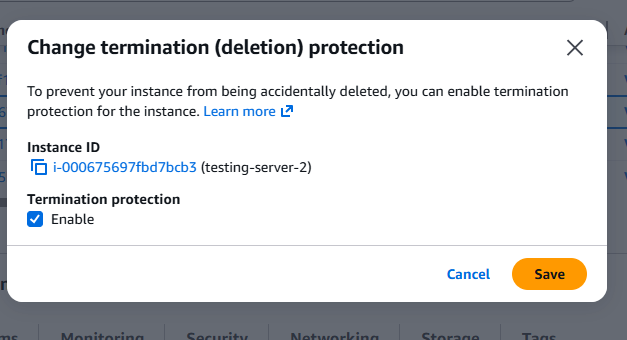 Change termination (deletion) protection
To prevent your instance from being accidentally deleted, you can enable termination
protection for the instance. Learn more
Instance ID
i-000675697fbd7bcb3 (testing-server-2)
Termination protection
Enable
Cancel
Save
Monitoring
Security
Networking
Storage
Tags